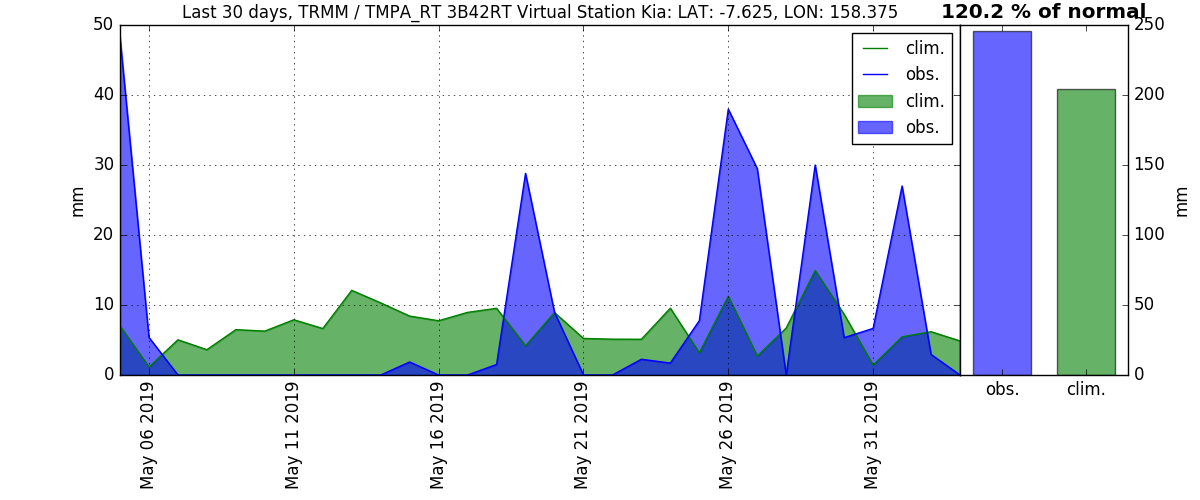 Last 30 days, TRMM / TMPA_RT 3B42RT Virtual Station Kia: LAT: -7.625, LON: 158.375
120.2 % of normal
50
40
30
20
10
0
mm
clim.
obs.
clim.
obs.
May 06 2019
May 11 2019
May 16 2019
May 21 2019
May 26 2019
May 31 2019
250
200
150
100
50
0
mm
obs.
clim.